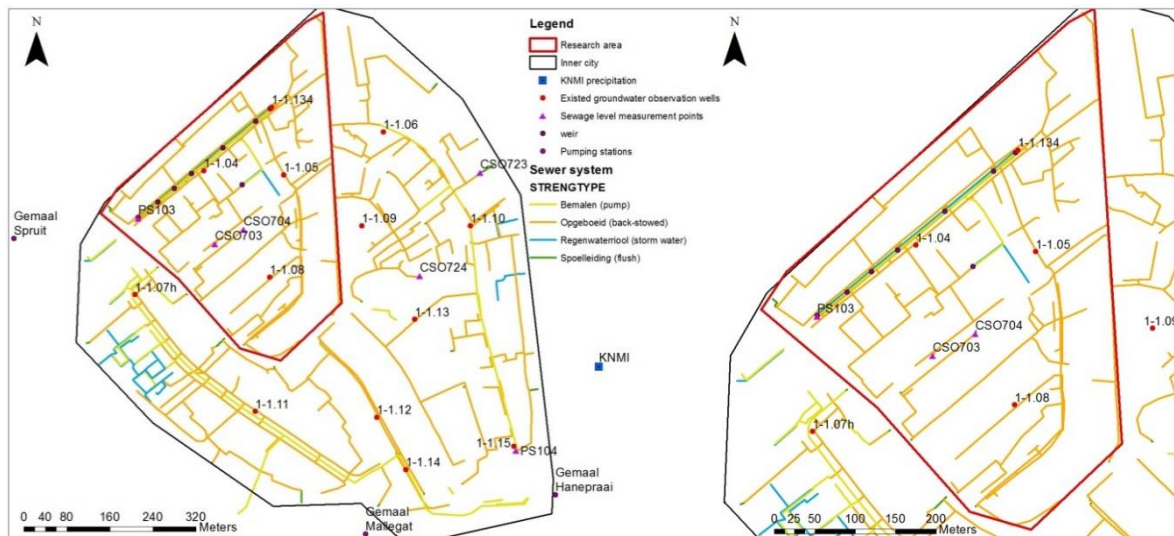 N
1-1.134
1-1.06
1-1.04
1-1.05
CSO723
PS103
CSO704
CSO703
1-1.09
1-1.10
Gemaal
Spruit
CSO724
1-1.08
1-1.07h
1-1.13
KNMI
1-1.11
1-1.12
1-1.15
PS104
1-1.14
Gemaal
Hanepraai
Gemaal
Mallegat
0 40 80 160 240 320
Meters
Legend
Research area
Inner city
KNMI precipitation
Existed groundwater observation wells
Sewage level measurement points
weir
Pumping stations
Sewer system
STRENGTYPE
Bemalen (pump)
Opgeboeid (back-stowed)
Regenwaterriool (storm water)
Spoelleiding (flush)
N
1-1.134
1-1.04
1-1.05
PS103
CSO704
CSO703
1-1.09
1-1.08
1-1.07h
0 25 50 100 150 200
Meters